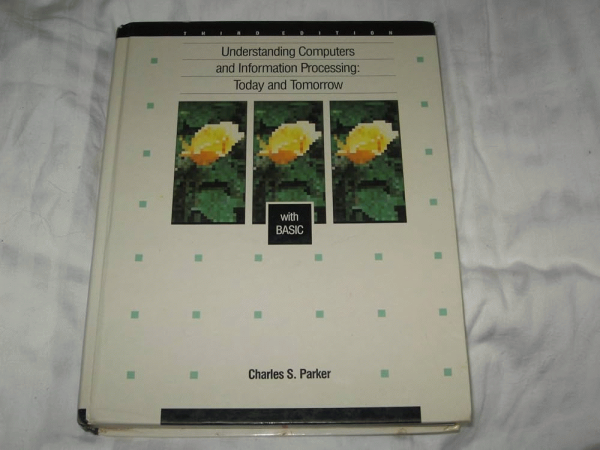 THIRD EDITION
Understanding Computers
and Information Processing:
Today and Tomorrow
with
BASIC
Charles S. Parker